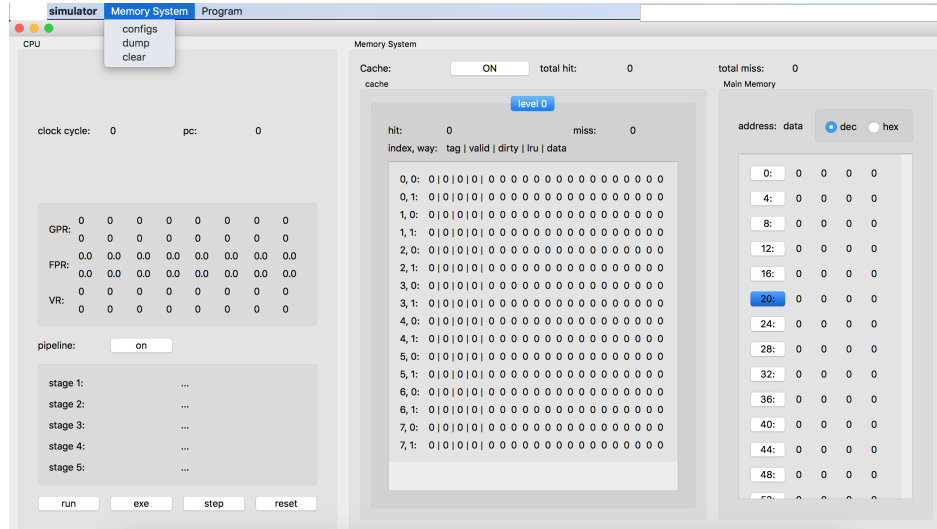 simulator Memory System Program
configs
dump
clear
CPU
clock cycle: 0 pc: 0
GPR:
0 0 0 0 0 0 0 0
0 0 0 0 0 0 0 0
FPR:
0.0 0.0 0.0 0.0 0.0 0.0 0.0 0.0
0.0 0.0 0.0 0.0 0.0 0.0 0.0 0.0
VR:
0 0 0 0 0 0 0 0
0 0 0 0 0 0 0 0
pipeline: on
stage 1: ...
stage 2: ...
stage 3: ...
stage 4: ...
stage 5: ...
run exe step reset
Memory System
Cache: ON total hit: 0 total miss: 0
cache
level 0
hit: 0 miss: 0
index, way: tag | valid | dirty | lru | data
0, 0: 0 | 0 | 0 | 0 | 0 0 0 0 0 0 0 0 0 0 0 0 0 0 0 0
0, 1: 0 | 0 | 0 | 0 | 0 0 0 0 0 0 0 0 0 0 0 0 0 0 0 0
1, 0: 0 | 0 | 0 | 0 | 0 0 0 0 0 0 0 0 0 0 0 0 0 0 0 0
1, 1: 0 | 0 | 0 | 0 | 0 0 0 0 0 0 0 0 0 0 0 0 0 0 0 0
2, 0: 0 | 0 | 0 | 0 | 0 0 0 0 0 0 0 0 0 0 0 0 0 0 0 0
2, 1: 0 | 0 | 0 | 0 | 0 0 0 0 0 0 0 0 0 0 0 0 0 0 0 0
3, 0: 0 | 0 | 0 | 0 | 0 0 0 0 0 0 0 0 0 0 0 0 0 0 0 0
3, 1: 0 | 0 | 0 | 0 | 0 0 0 0 0 0 0 0 0 0 0 0 0 0 0 0
4, 0: 0 | 0 | 0 | 0 | 0 0 0 0 0 0 0 0 0 0 0 0 0 0 0 0
4, 1: 0 | 0 | 0 | 0 | 0 0 0 0 0 0 0 0 0 0 0 0 0 0 0 0
5, 0: 0 | 0 | 0 | 0 | 0 0 0 0 0 0 0 0 0 0 0 0 0 0 0 0
5, 1: 0 | 0 | 0 | 0 | 0 0 0 0 0 0 0 0 0 0 0 0 0 0 0 0
6, 0: 0 | 0 | 0 | 0 | 0 0 0 0 0 0 0 0 0 0 0 0 0 0 0 0
6, 1: 0 | 0 | 0 | 0 | 0 0 0 0 0 0 0 0 0 0 0 0 0 0 0 0
7, 0: 0 | 0 | 0 | 0 | 0 0 0 0 0 0 0 0 0 0 0 0 0 0 0 0
7, 1: 0 | 0 | 0 | 0 | 0 0 0 0 0 0 0 0 0 0 0 0 0 0 0 0
Main Memory
address: data dec hex
0: 0 0 0 0
4: 0 0 0 0
8: 0 0 0 0
12: 0 0 0 0
16: 0 0 0 0
20: 0 0 0 0
24: 0 0 0 0
28: 0 0 0 0
32: 0 0 0 0
36: 0 0 0 0
40: 0 0 0 0
44: 0 0 0 0
48: 0 0 0 0